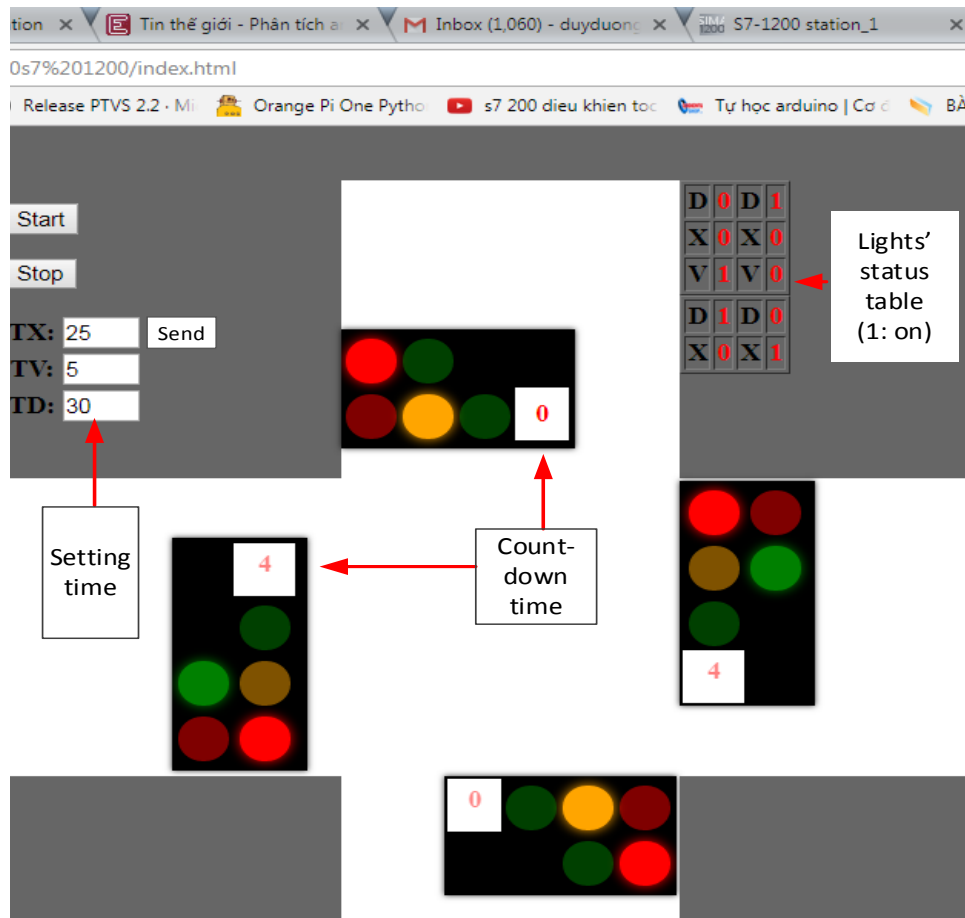 tion × Tin thế giới - Phân tích a × Inbox (1,060) - duyduong × S7-1200 station_1 ×
0s7%201200/index.html
Release PTVS 2.2 · Mi Orange Pi One Pytho s7 200 dieu khien toc Tự học arduino | Cơ BÀ
Start
Stop
TX: 25 Send
TV: 5
TD: 30
D 0 D 1
X 0 X 0
V 1 V 0
D 1 D 0
X 0 X 1
Lights'
status
table
(1: on)
0
Setting
time
4
Count-
down
time
4
0